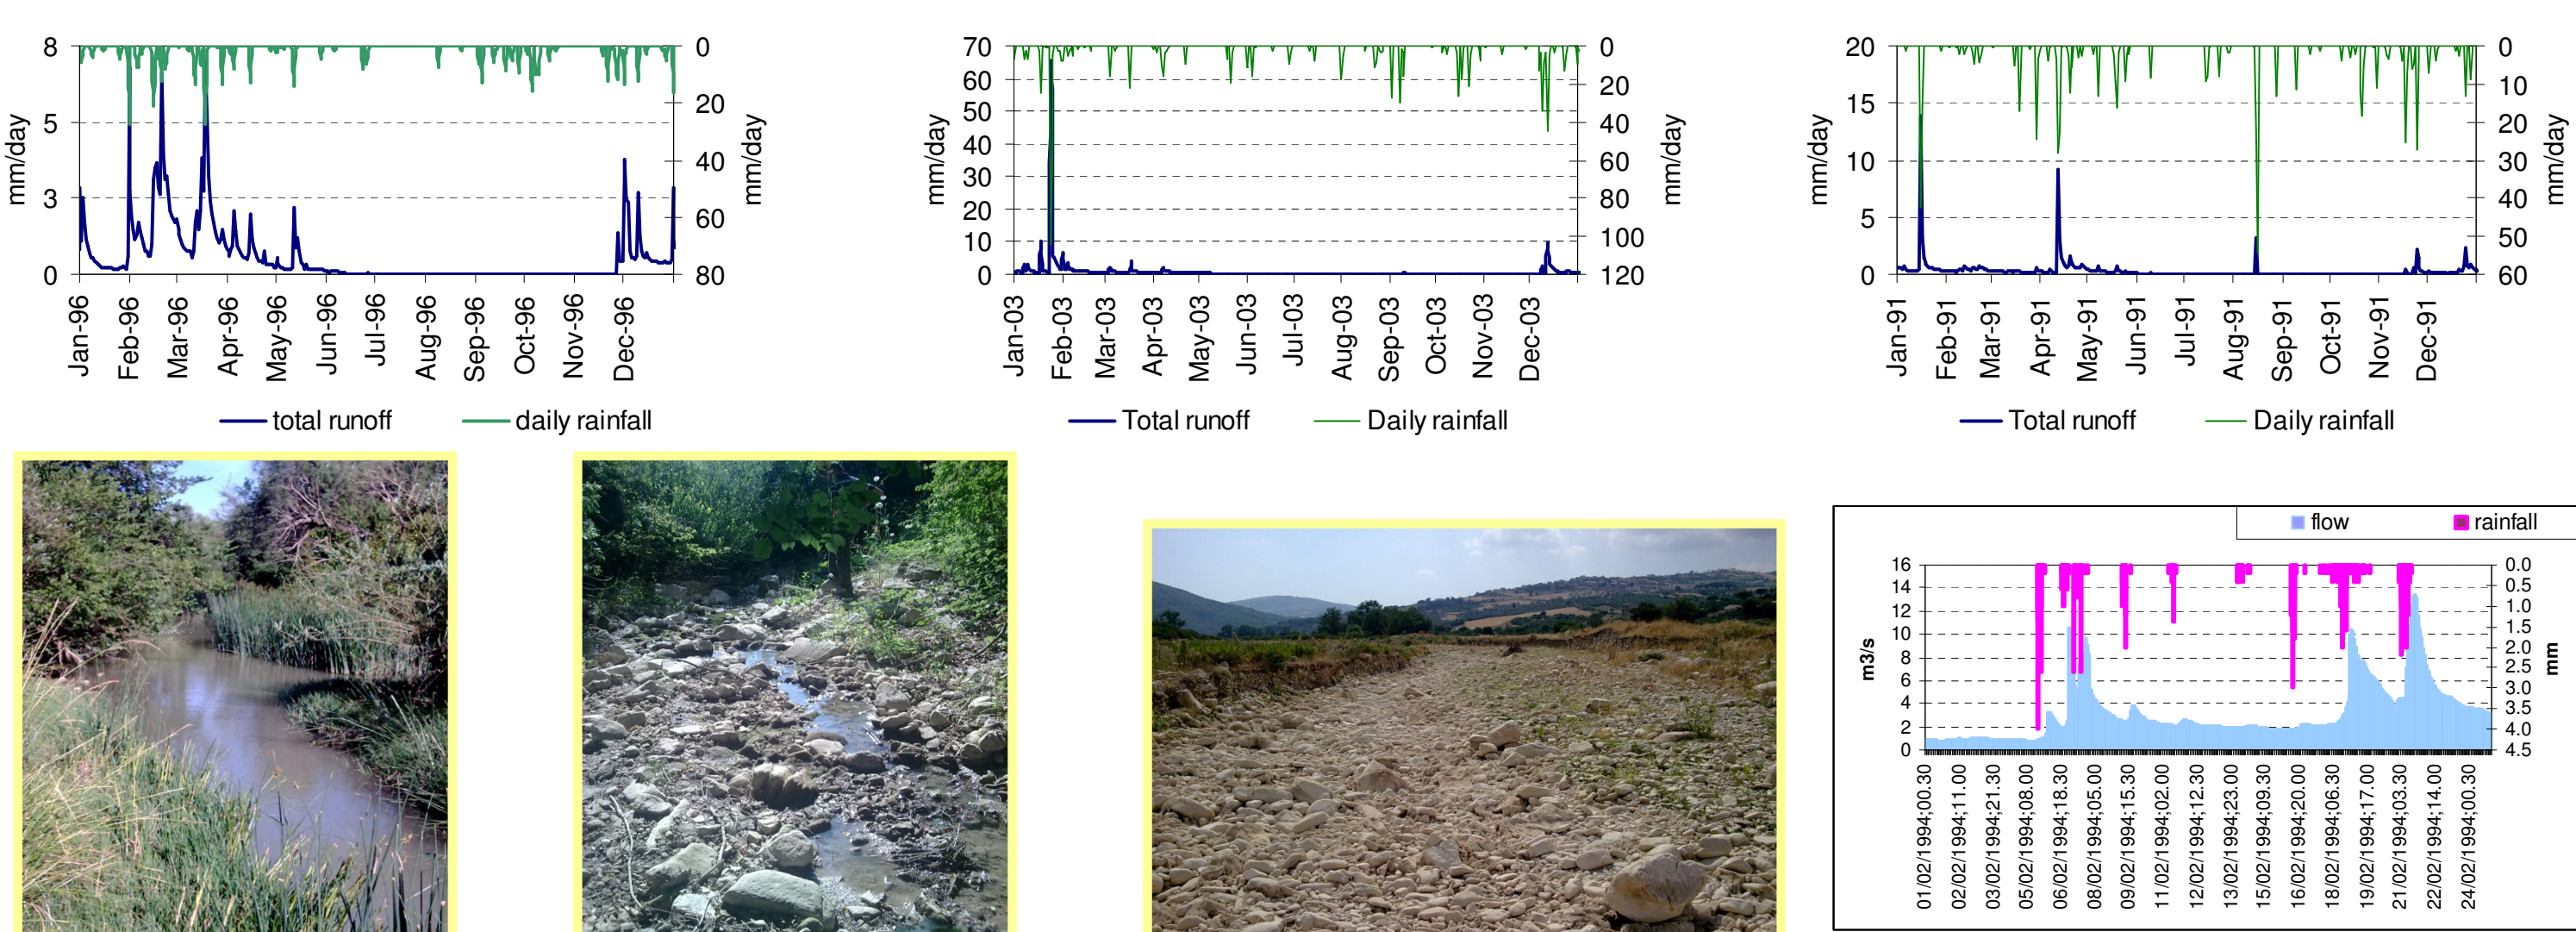 8
5
3
0
mm/day
0
20
40
60
80
mm/day
Jan-96
Feb-96
Mar-96
Apr-96
May-96
Jun-96
Jul-96
Aug-96
Sep-96
Oct-96
Nov-96
Dec-96
total runoff daily rainfall
70
60
50
40
30
20
10
0
mm/day
0
20
40
60
80
100
120
mm/day
Jan-03
Feb-03
Mar-03
Apr-03
May-03
Jun-03
Jul-03
Aug-03
Sep-03
Oct-03
Nov-03
Dec-03
Total runoff Daily rainfall
20
15
10
5
0
mm/day
0
10
20
30
40
50
60
mm/day
Jan-91
Feb-91
Mar-91
Apr-91
May-91
Jun-91
Jul-91
Aug-91
Sep-91
Oct-91
Nov-91
Dec-91
Total runoff Daily rainfall
flow rainfall
16
14
12
10
8
6
4
2
0
m3/s
0.0
0.5
1.0
1.5
2.0
2.5
3.0
3.5
4.0
4.5
mm
01/02/1994;00.30
02/02/1994;11.00
03/02/1994;21.30
05/02/1994;08.00
06/02/1994;18.30
08/02/1994;05.00
09/02/1994;15.30
11/02/1994;02.00
12/02/1994;12.30
13/02/1994;23.00
15/02/1994;09.30
16/02/1994;20.00
18/02/1994;06.30
19/02/1994;17.00
21/02/1994;03.30
22/02/1994;14.00
24/02/1994;00.30